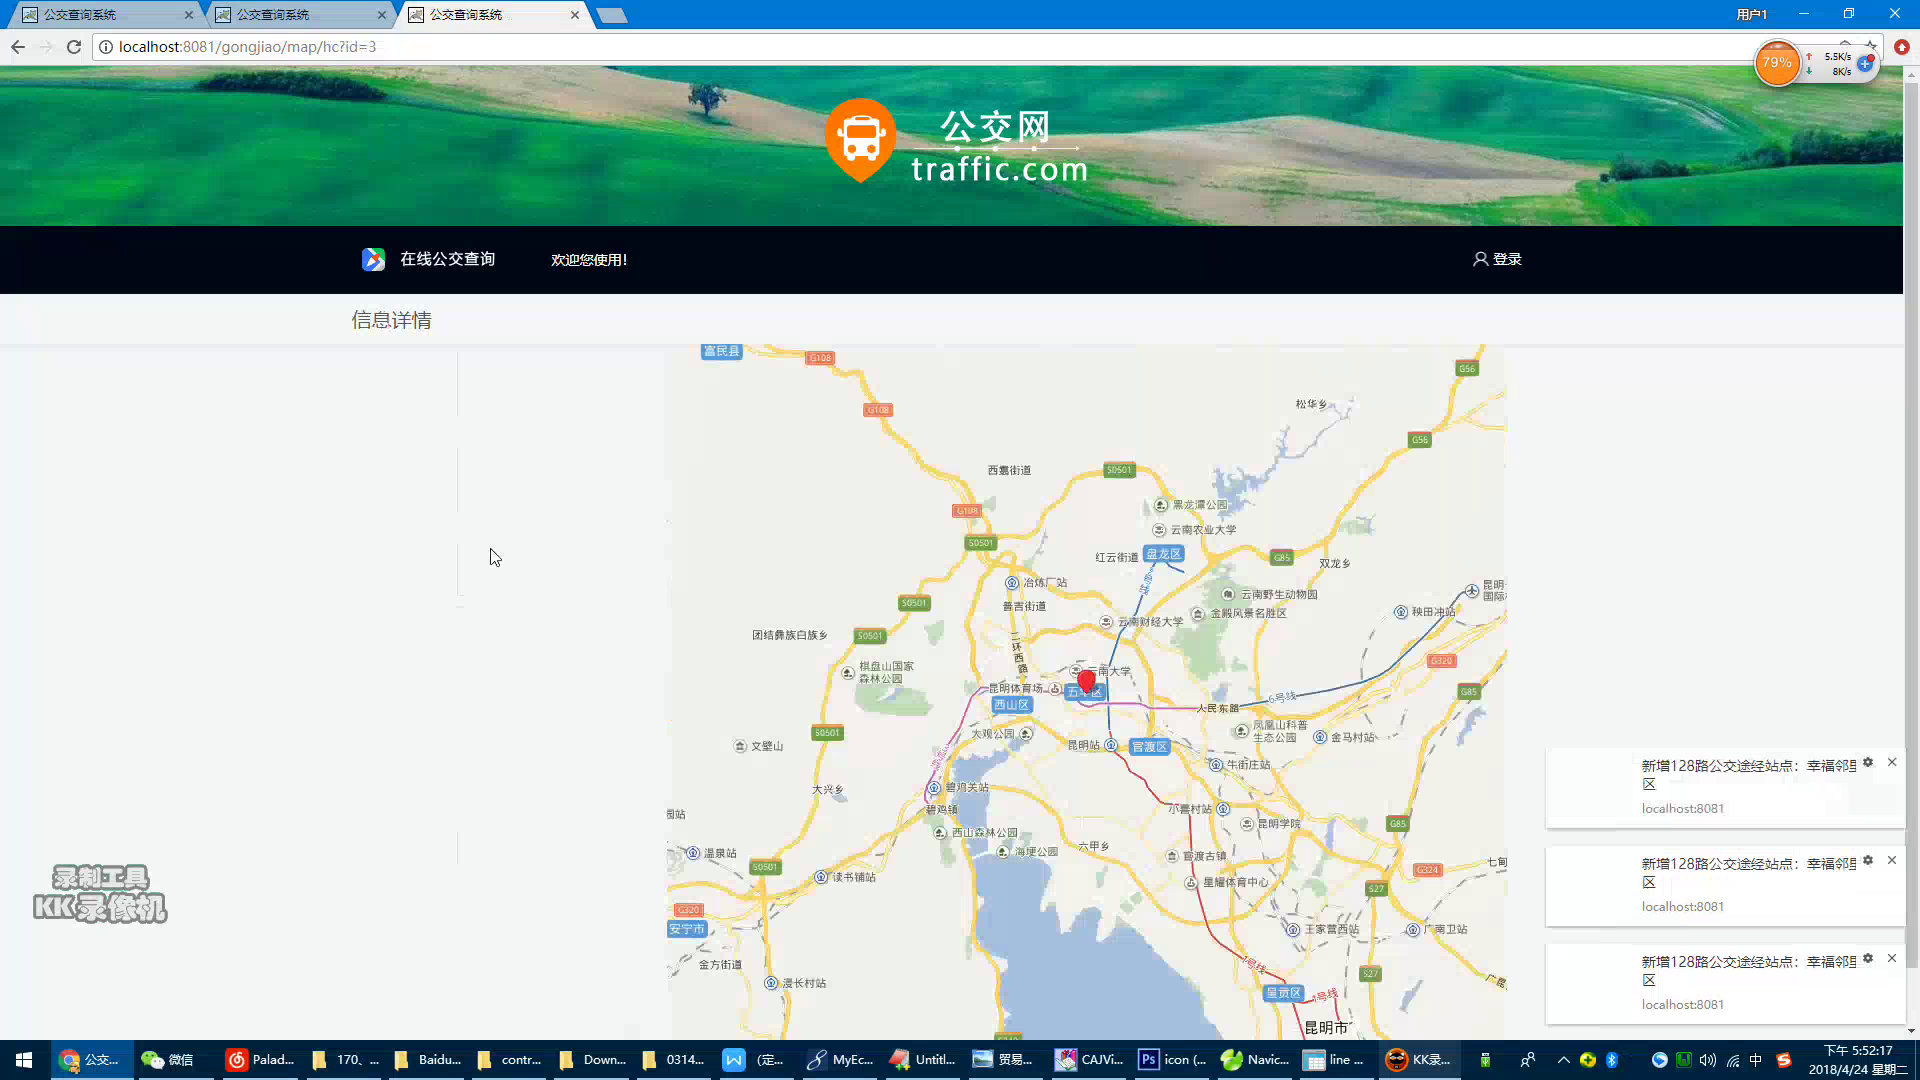 公交查询系统
公交查询系统
公交查询系统
用户1
localhost:8081/gongjiao/map/hc?id=3
79%
5.5K/s
8K/s
公交网
traffic.com
在线公交查询
欢迎您使用!
登录
信息详情
富民县
G108
G56
G108
松华乡
G56
西翥街道
S0501
G108
黑龙潭公园
云南农业大学
S0501
红云街道
盘龙区
G85
双龙乡
冶炼厂站
云南野生动物园
昆明
国际
S0501
普吉街道
金殿风景名胜区
秧田冲站
云南财经大学
团结彝族白族乡
S0501
二环西路
G320
棋盘山国家
森林公园
云南大学
昆明体育场
G85
6号线
西山区
人民东路
S0501
大观公园
凤凰山科普
生态公园
金马村站
文壁山
昆明站
官渡区
牛街庄站
大兴乡
碧鸡关站
碧鸡镇
小喜村站
园站
昆明学院
G85
西山森林公园
海埂公园
六甲乡
温泉站
官渡古镇
七甸
S0501
读书铺站
星耀体育中心
G324
S27
G320
安宁市
王家营西站
广南卫站
金方街道
1号线
S27
漫长村站
呈贡区
1号线
昆明市
新增128路公交途经站点：幸福邻里
区
localhost:8081
新增128路公交途经站点：幸福邻里
区
localhost:8081
新增128路公交途经站点：幸福邻里
区
localhost:8081
录制工具
KK录像机
公交...
微信
Palad...
170、...
Baidu...
contr...
Down...
0314...
(定...
MyEc...
Untitl...
贸易...
CAJVi...
icon (...
Navic...
line ...
KK录...
中
下午 5:52:17
2018/4/24 星期二